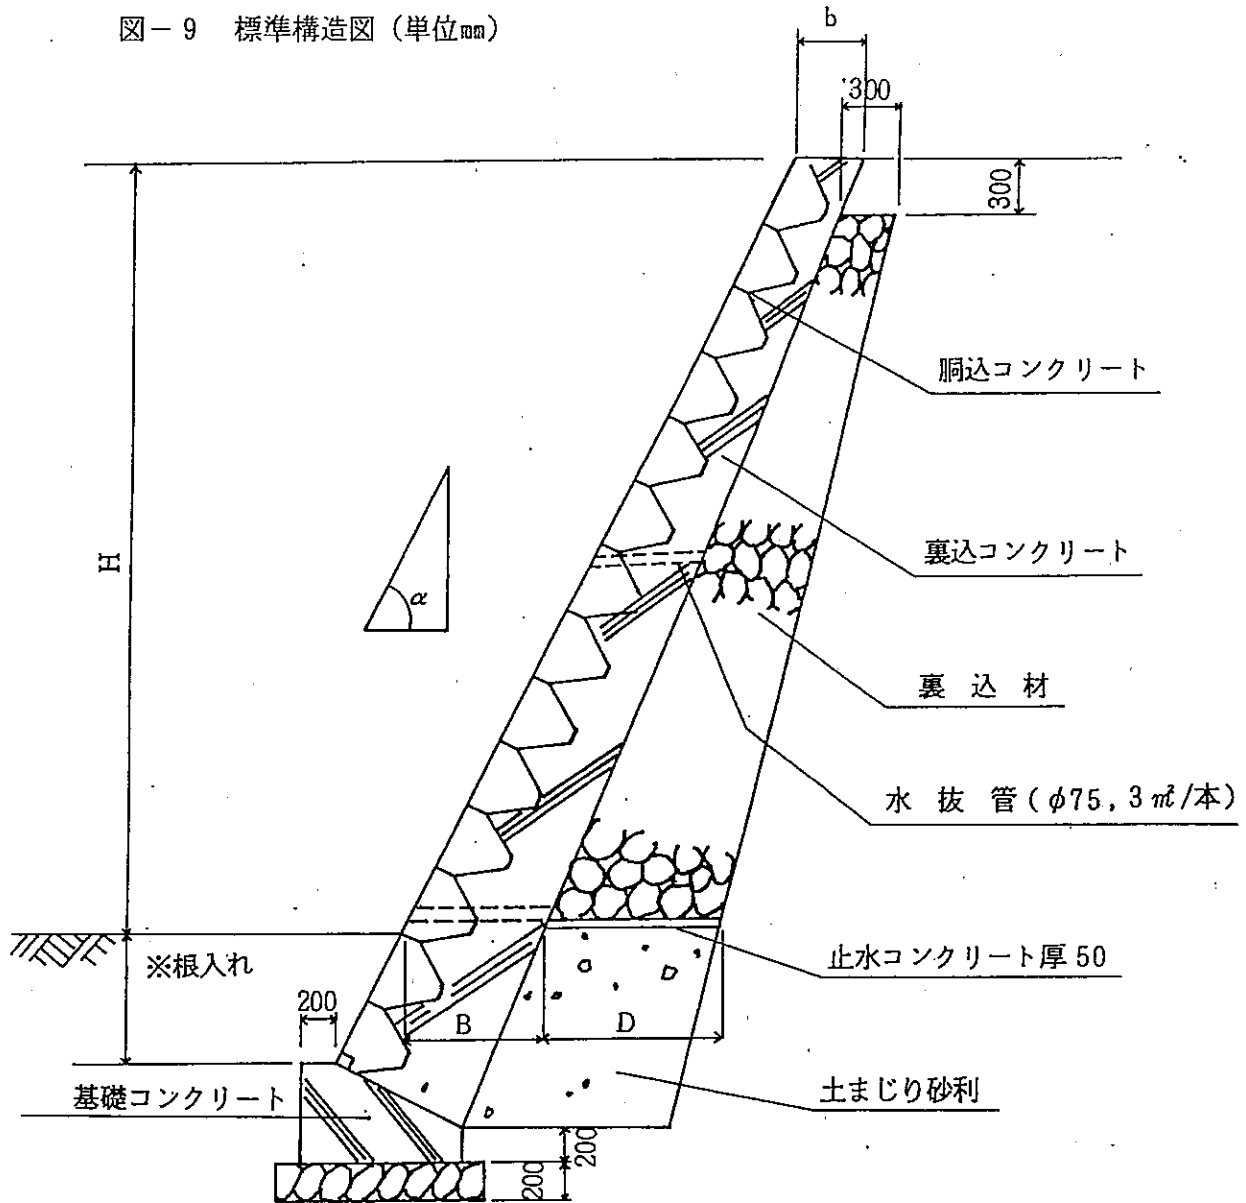 図－9 標準構造図（単位㎜）
b
300
300
胴込コンクリート
H
裏込コンクリート
α
裏込材
水抜管（φ75，3㎡/本）
※根入れ
止水コンクリート厚50
200
B
D
基礎コンクリート
土まじり砂利
200
200